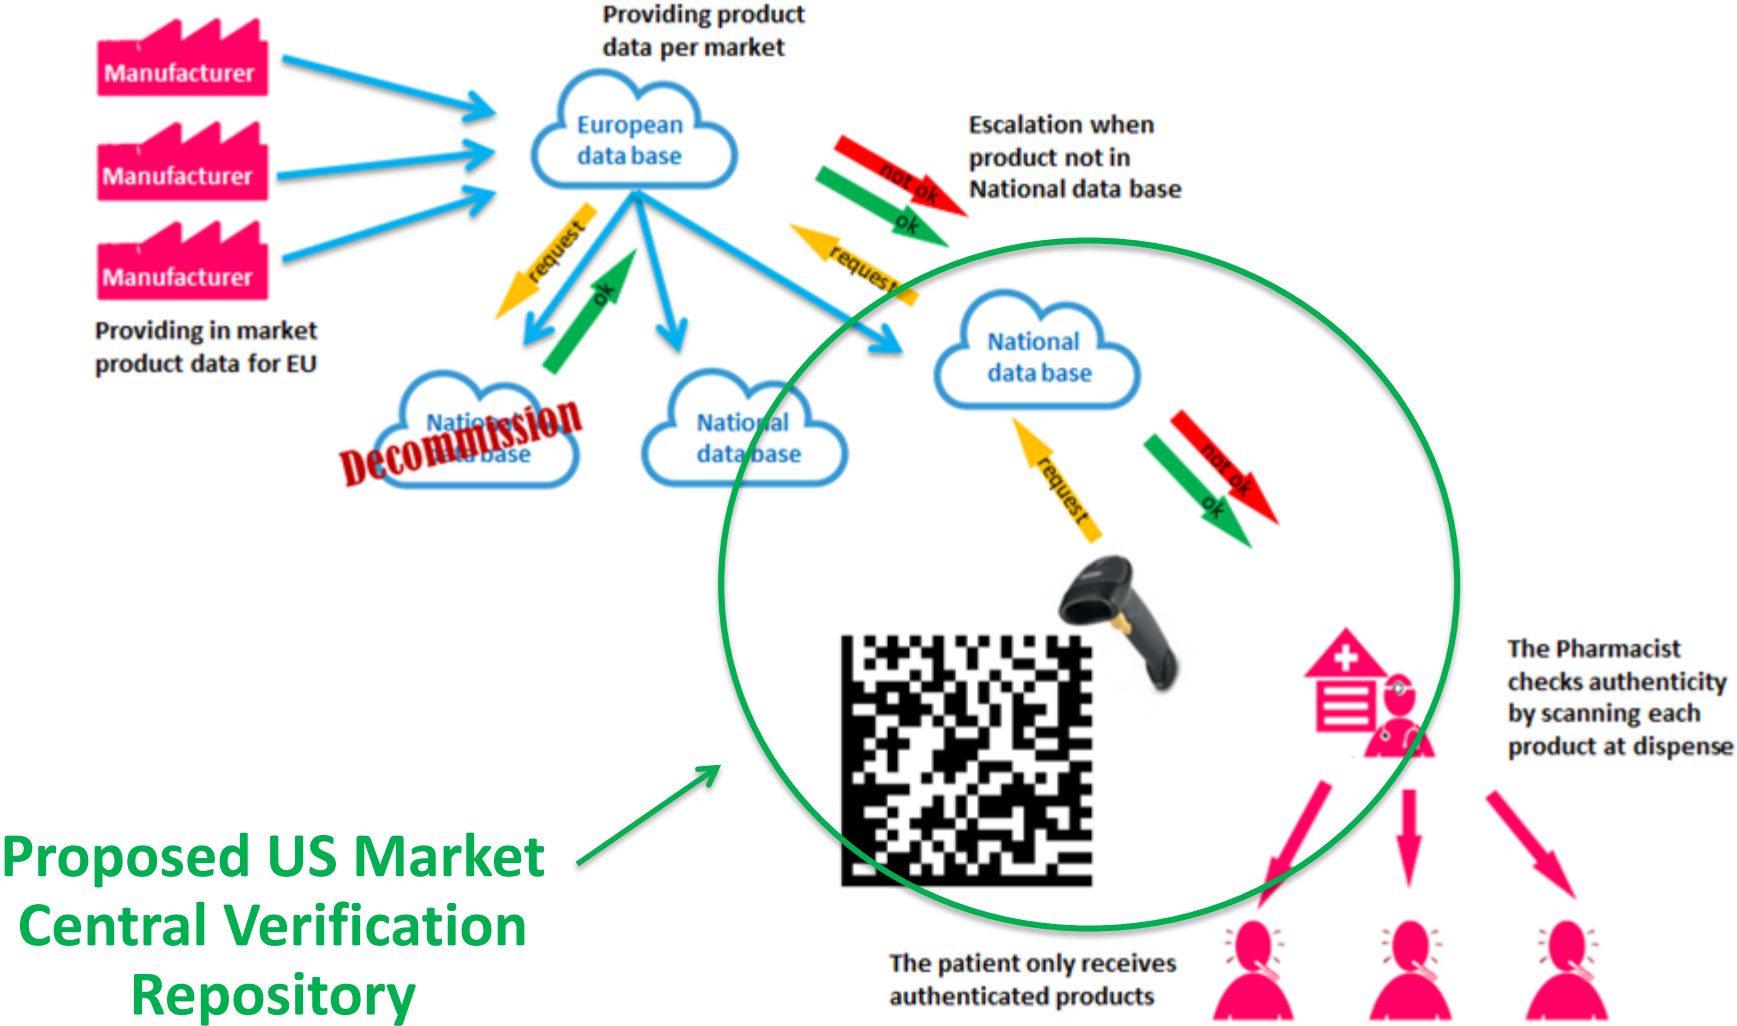 Providing product
data per market
Manufacturer
Manufacturer
Manufacturer
Providing in market
product data for EU
European
data base
not ok
ok
request
Escalation when
product not in
National data base
request
ok
National
data base
Decommission
National
data base
National
data base
request
not ok
ok
The Pharmacist
checks authenticity
by scanning each
product at dispense
Proposed US Market
Central Verification
Repository
The patient only receives
authenticated products